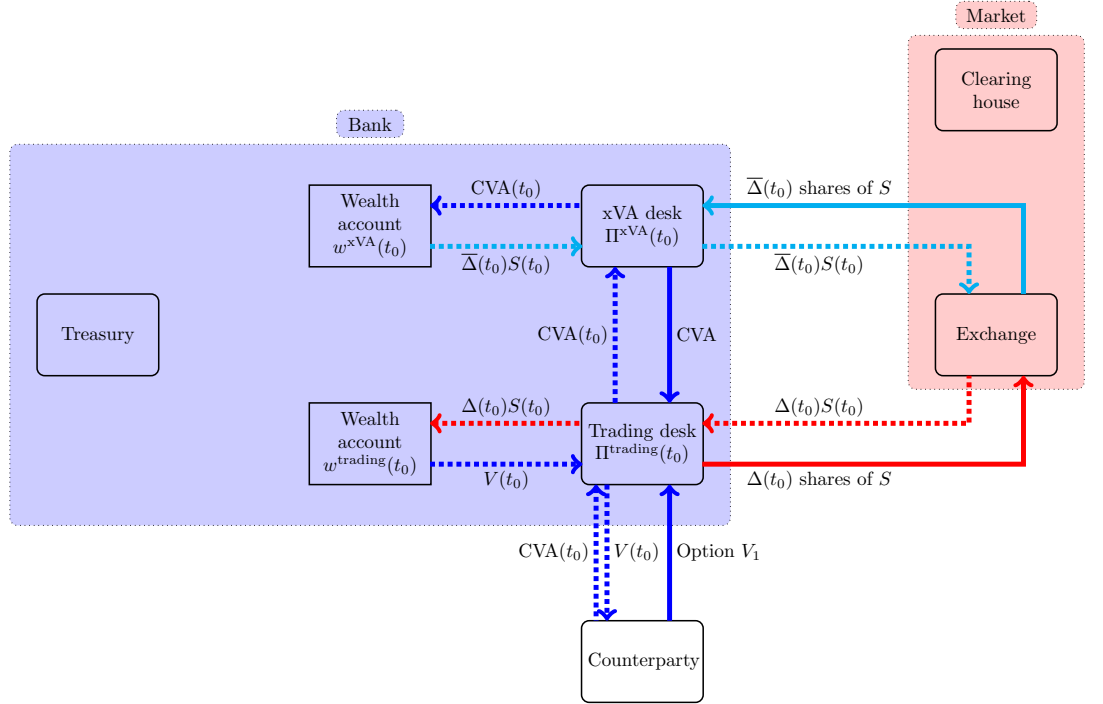 Market
Clearing
house
Bank
Wealth
account
w^xVA(t₀)
CVA(t₀)
Δ̅(t₀)S(t₀)
xVA desk
Π^xVA(t₀)
Δ̅(t₀) shares of S
Δ̅(t₀)S(t₀)
Treasury
CVA(t₀)
CVA
Exchange
Wealth
account
w^trading(t₀)
Δ(t₀)S(t₀)
V(t₀)
Trading desk
Π^trading(t₀)
Δ(t₀)S(t₀)
Δ(t₀) shares of S
CVA(t₀)
V(t₀)
Option V₁
Counterparty